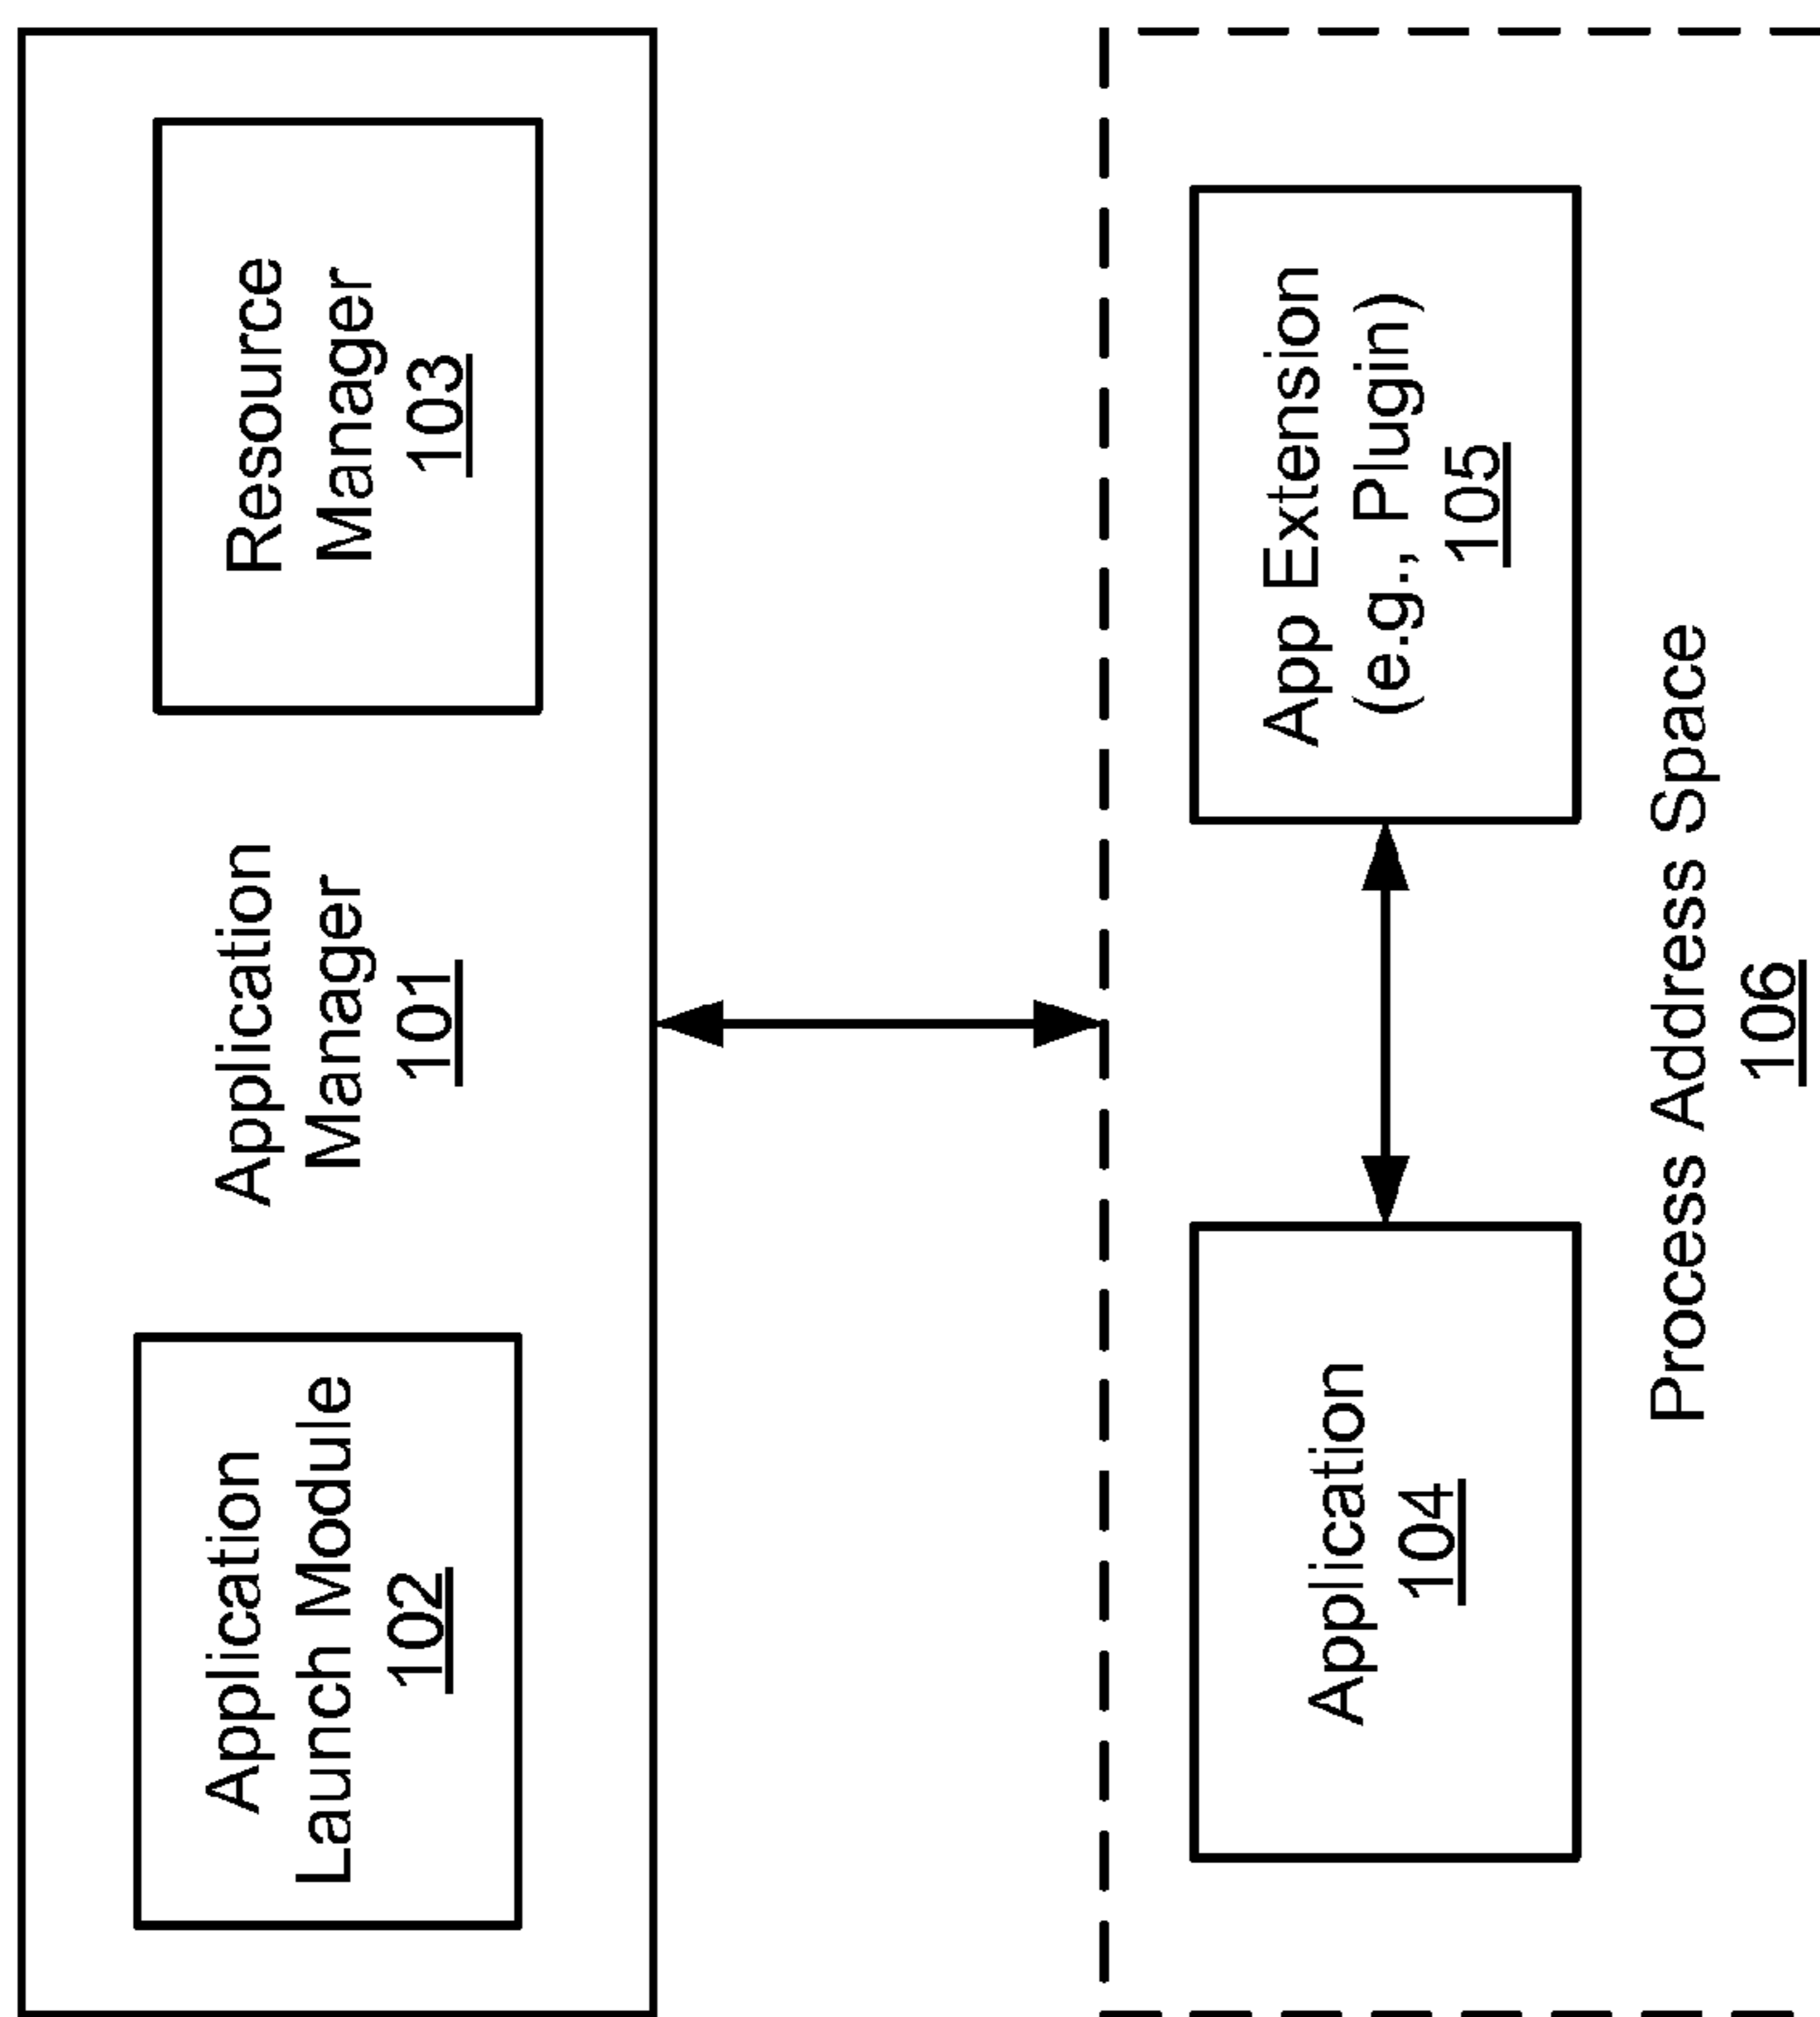 Application
Launch Module
102
Application
Manager
101
Resource
Manager
103
Application
104
App Extension
(e.g., Plugin)
105
Process Address Space
106